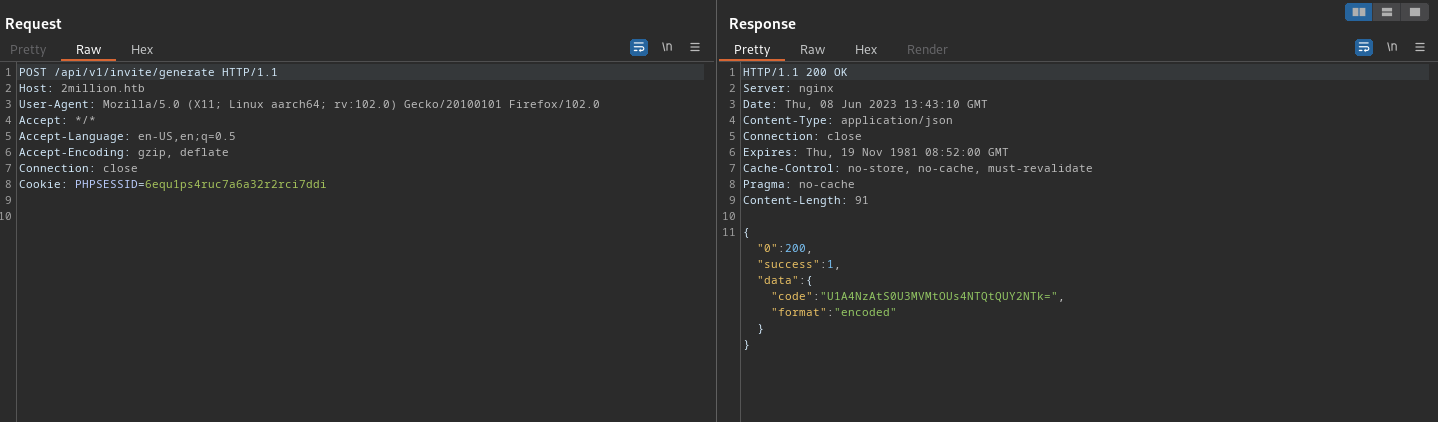 Request
Pretty Raw Hex
\n
1 POST /api/v1/invite/generate HTTP/1.1
2 Host: 2million.htb
3 User-Agent: Mozilla/5.0 (X11; Linux aarch64; rv:102.0) Gecko/20100101 Firefox/102.0
4 Accept: */*
5 Accept-Language: en-US,en;q=0.5
6 Accept-Encoding: gzip, deflate
7 Connection: close
8 Cookie: PHPSESSID=6equ1ps4ruc7a6a32r2rci7ddi
9
10
Response
Pretty Raw Hex Render
\n
1 HTTP/1.1 200 OK
2 Server: nginx
3 Date: Thu, 08 Jun 2023 13:43:10 GMT
4 Content-Type: application/json
5 Connection: close
6 Expires: Thu, 19 Nov 1981 08:52:00 GMT
7 Cache-Control: no-store, no-cache, must-revalidate
8 Pragma: no-cache
9 Content-Length: 91
10
11 {
"0":200,
"success":1,
"data":{
"code":"U1A4NzAtS0U3MVMtOUs4NTQtQUY2NTk=",
"format":"encoded"
}
}